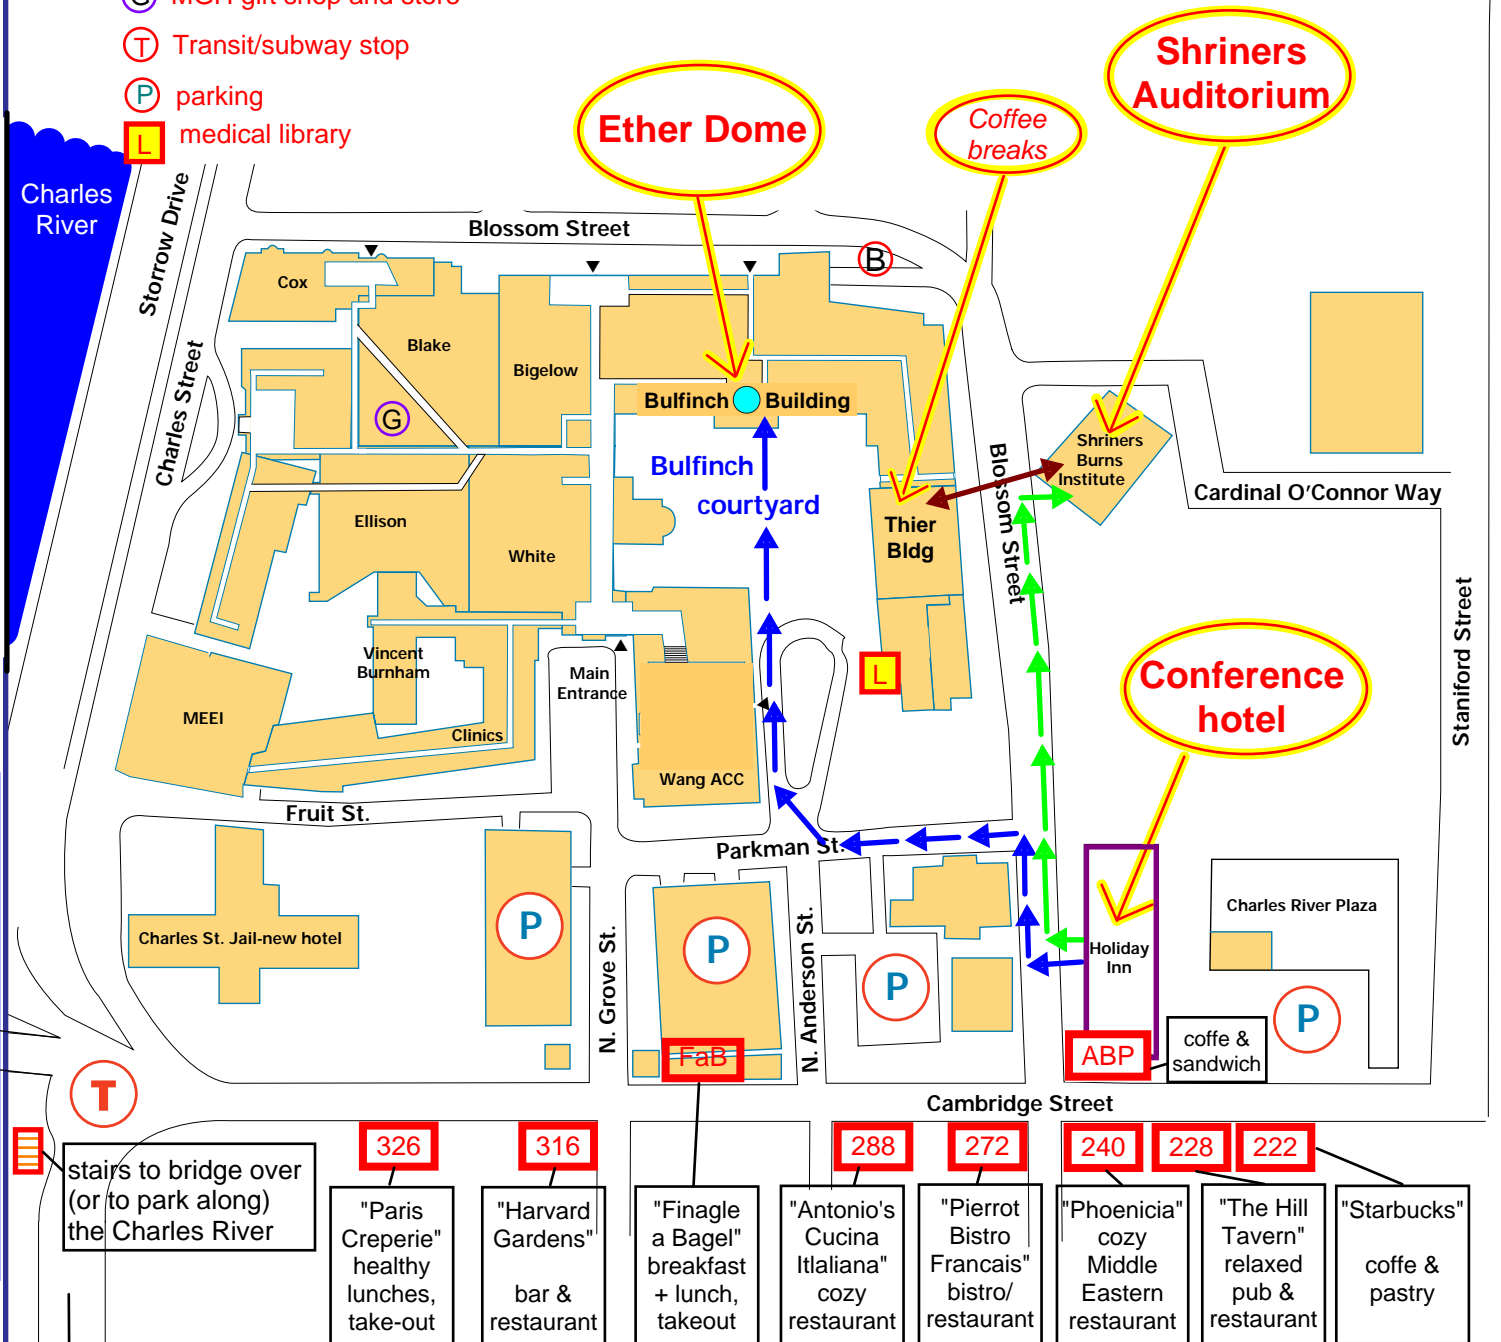 G MGH gift shop and store
T Transit/subway stop
P parking
L medical library
Charles
River
Storrow Drive
Charles Street
Ether Dome
Coffee
breaks
Shriners
Auditorium
Blossom Street
B
Cox
Blake
Bigelow
G
Bulfinch Building
Bulfinch
courtyard
Shriners
Burns
Institute
Blossom Street
Cardinal O'Connor Way
Ellison
White
Thier
Bldg
Staniford Street
Vincent
Burnham
Main
Entrance
L
MEEI
Clinics
Wang ACC
Conference
hotel
Fruit St.
Parkman St.
Charles St. Jail-new hotel
P
N. Grove St.
P
N. Anderson St.
P
Holiday
Inn
Charles River Plaza
P
FaB
ABP
coffe &
sandwich
T
Cambridge Street
stairs to bridge over
(or to park along)
the Charles River
326
"Paris
Creperie"
healthy
lunches,
take-out
316
"Harvard
Gardens"
bar &
restaurant
"Finagle
a Bagel"
breakfast
+ lunch,
takeout
288
"Antonio's
Cucina
Itlaliana"
cozy
restaurant
272
"Pierrot
Bistro
Francais"
bistro/
restaurant
240
"Phoenicia"
cozy
Middle
Eastern
restaurant
228
"The Hill
Tavern"
relaxed
pub &
restaurant
222
"Starbucks"
coffe &
pastry